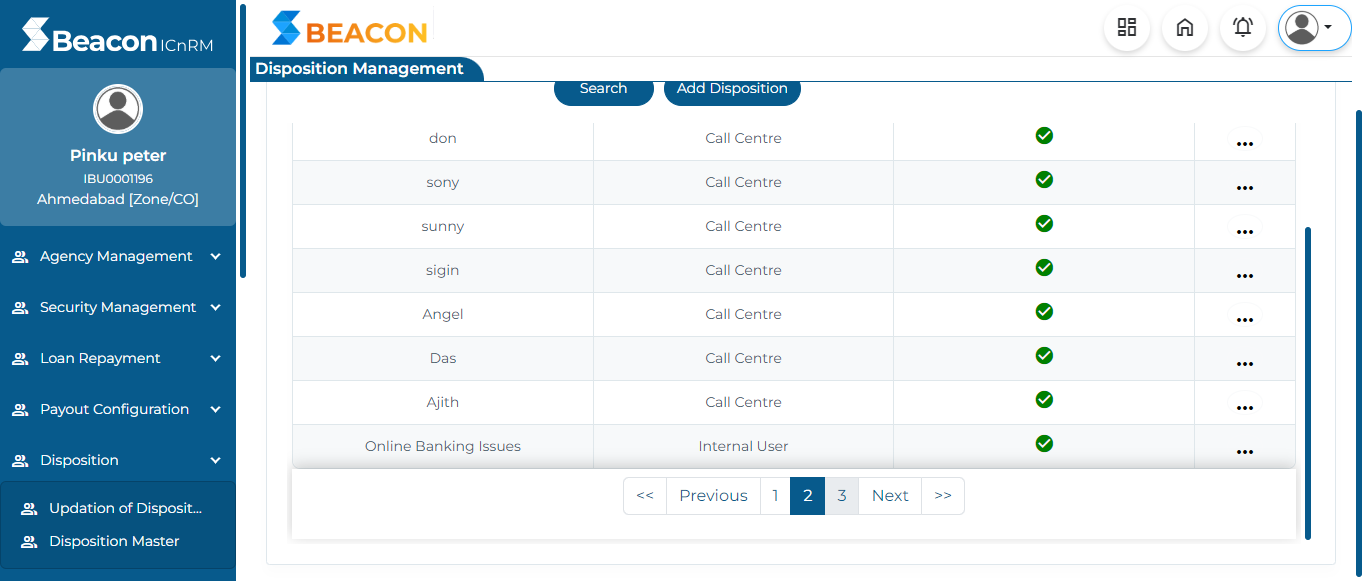 Beacon ICnRM
Pinku peter
IBU0001196
Ahmedabad [Zone/CO]
Agency Management
Security Management
Loan Repayment
Payout Configuration
Disposition
Updation of Disposit...
Disposition Master
BEACON
Disposition Management
Search Add Disposition
don Call Centre
sony Call Centre
sunny Call Centre
sigin Call Centre
Angel Call Centre
Das Call Centre
Ajith Call Centre
Online Banking Issues Internal User
<< Previous 1 2 3 Next >>